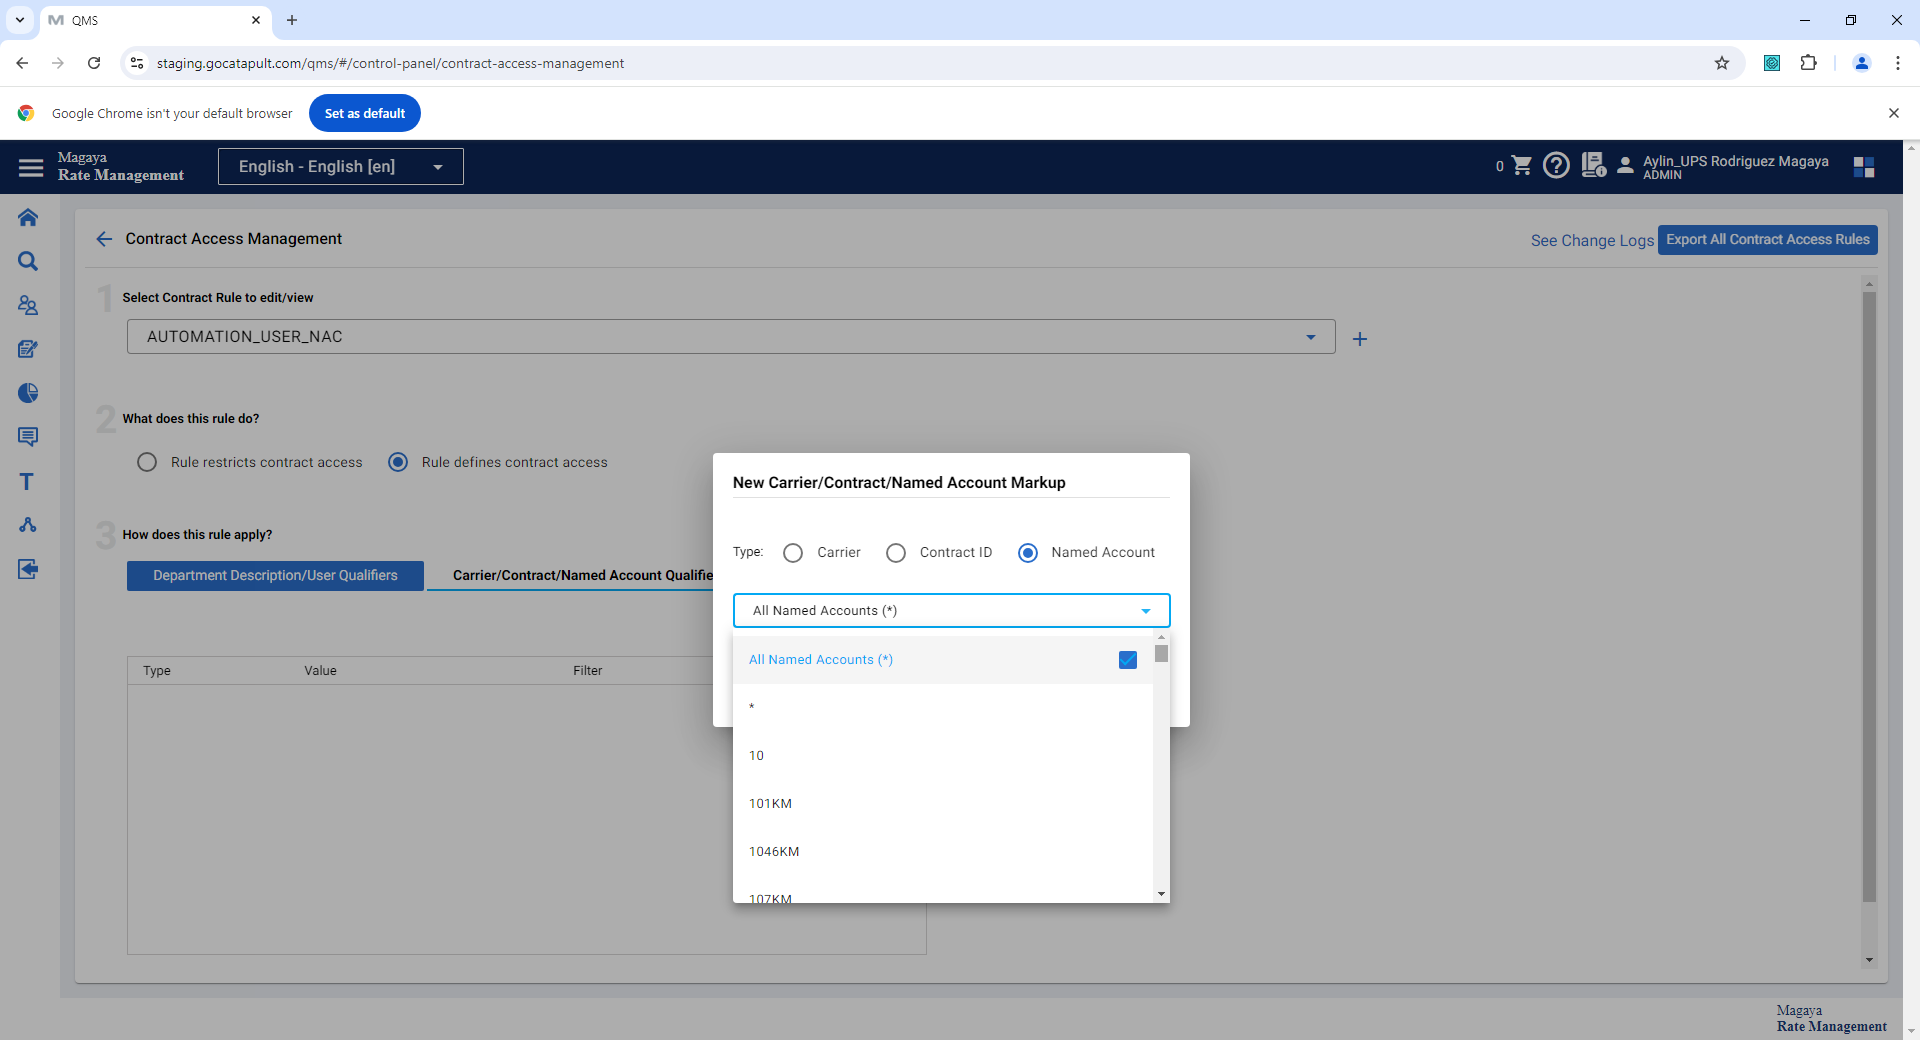 QMS
staging.gocatapult.com/qms/#/control-panel/contract-access-management
Google Chrome isn't your default browser
Set as default
Magaya
Rate Management
English - English [en]
0
Aylin_UPS Rodriguez Magaya
ADMIN
Contract Access Management
See Change Logs
Export All Contract Access Rules
1
Select Contract Rule to edit/view
AUTOMATION_USER_NAC
2
What does this rule do?
Rule restricts contract access
Rule defines contract access
3
How does this rule apply?
Department Description/User Qualifiers
Carrier/Contract/Named Account Qualifie
Type
Value
Filter
New Carrier/Contract/Named Account Markup
Type:
Carrier
Contract ID
Named Account
All Named Accounts (*)
All Named Accounts (*)
*
10
101KM
1046KM
107KM
Magaya
Rate Management